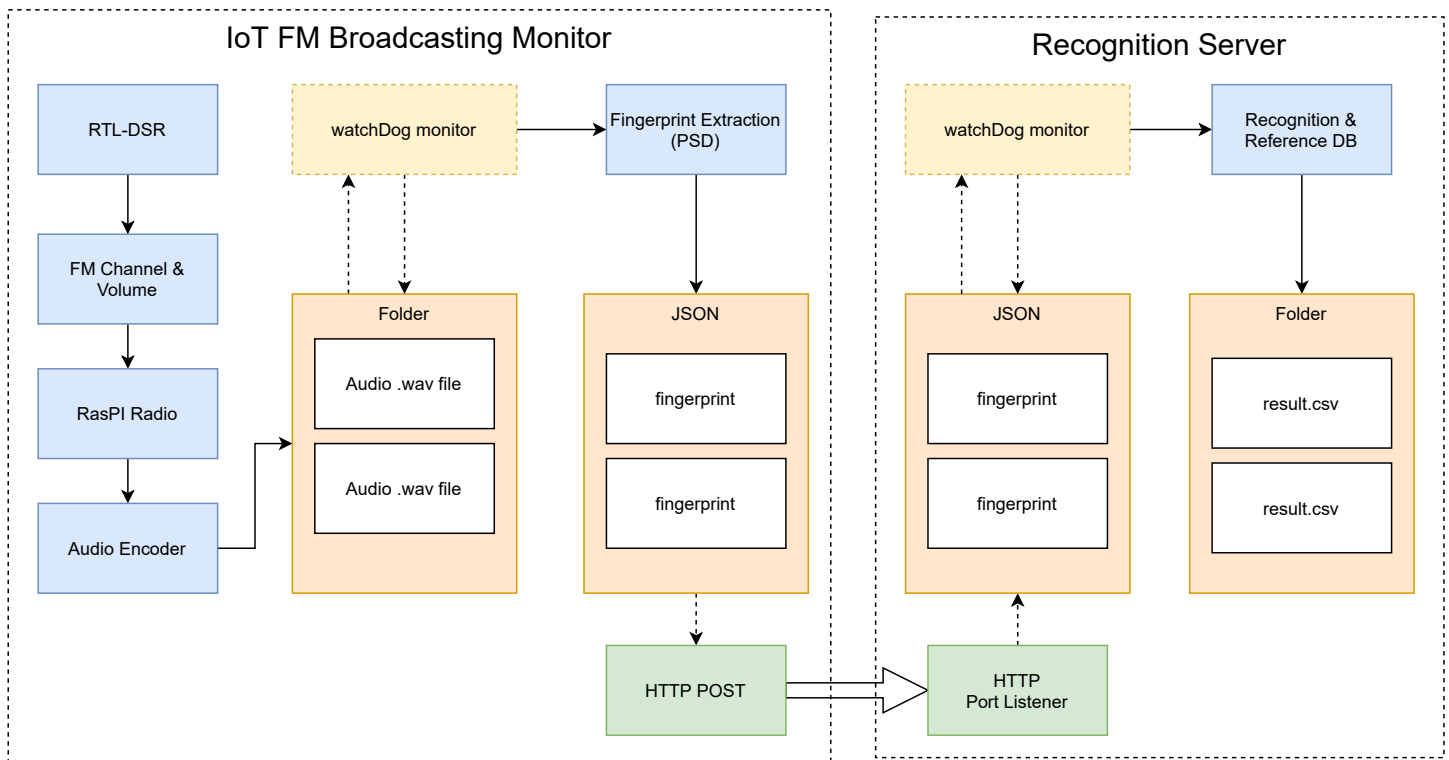 IoT FM Broadcasting Monitor
RTL-DSR
FM Channel &
Volume
RasPI Radio
Audio Encoder
watchDog monitor
Folder
Audio .wav file
Audio .wav file
Fingerprint Extraction
(PSD)
JSON
fingerprint
fingerprint
HTTP POST
Recognition Server
watchDog monitor
JSON
fingerprint
fingerprint
HTTP
Port Listener
Recognition &
Reference DB
Folder
result.csv
result.csv